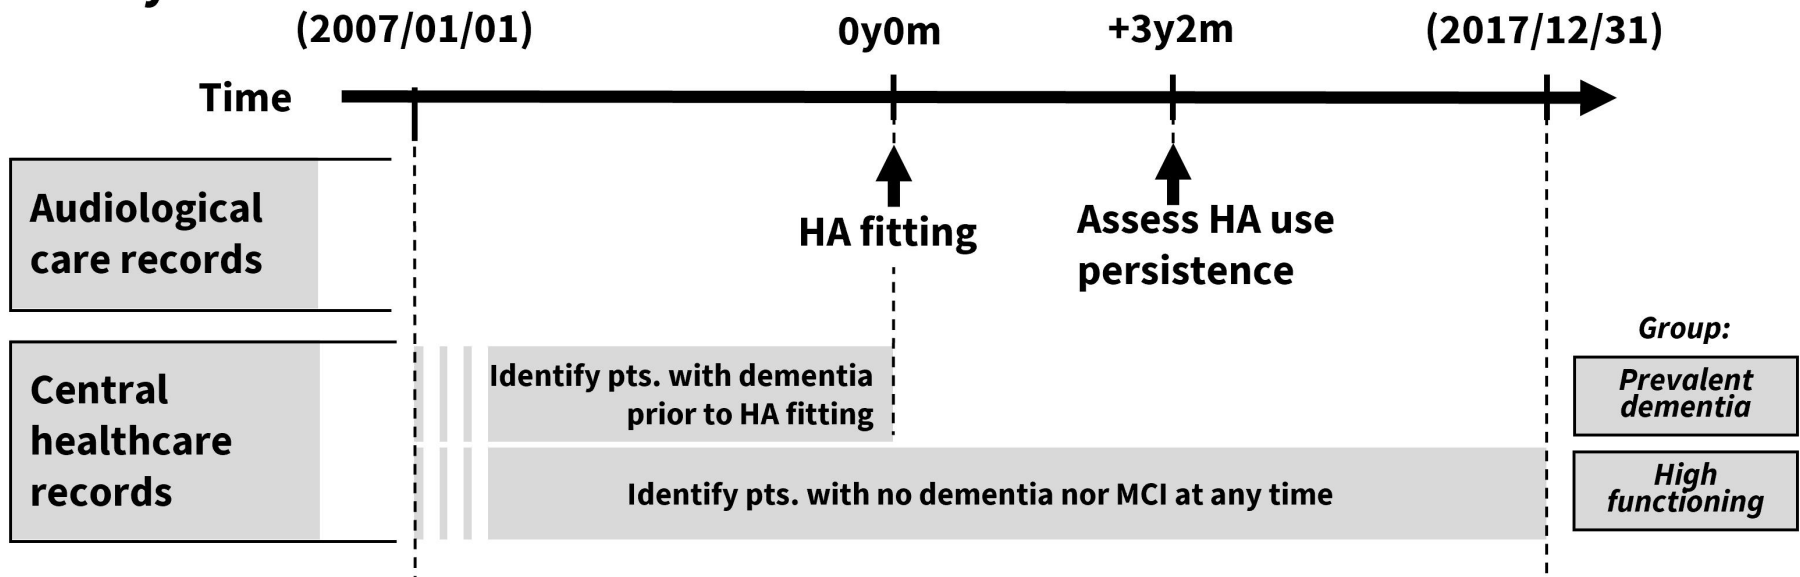 (2007/01/01)
0y0m
+3y2m
(2017/12/31)
Time
Audiological
care records
HA fitting
Assess HA use
persistence
Central
healthcare
records
Identify pts. with dementia
prior to HA fitting
Identify pts. with no dementia nor MCI at any time
Group:
Prevalent
dementia
High
functioning